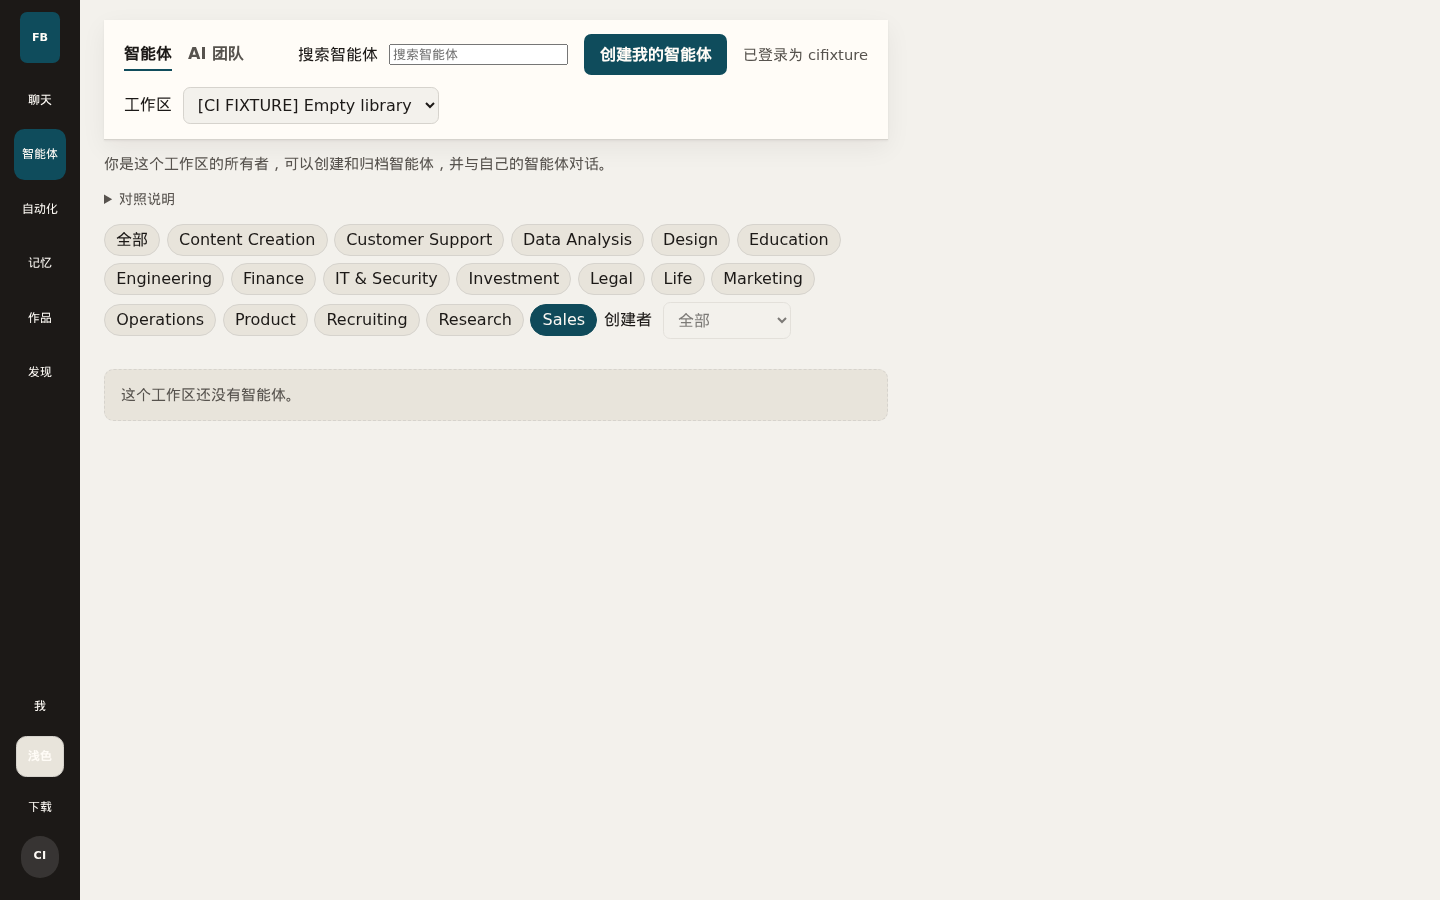 FB
聊天
智能体
自动化
记忆
作品
发现
我
浅色
下载
CI
智能体 AI 团队 搜索智能体 搜索智能体 创建我的智能体 已登录为 cifixture
工作区 [CI FIXTURE] Empty library
你是这个工作区的所有者，可以创建和归档智能体，并与自己的智能体对话。
对照说明
全部 Content Creation Customer Support Data Analysis Design Education
Engineering Finance IT & Security Investment Legal Life Marketing
Operations Product Recruiting Research Sales 创建者 全部
这个工作区还没有智能体。